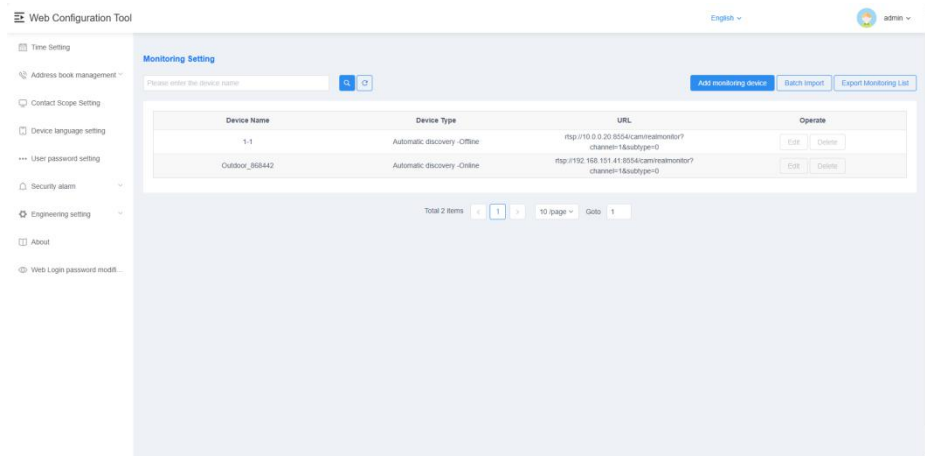 Web Configuration Tool
English
admin
Time Setting
Address book management
Contact Scope Setting
Device language setting
User password setting
Security alarm
Engineering setting
About
Web Login password modifi...
Monitoring Setting
Please enter the device name
Add monitoring device
Batch Import
Export Monitoring List
Device Name Device Type URL Operate
1-1 Automatic discovery -Offline rtsp://10.0.0.20:8554/cam/realmonitor?
channel=1&subtype=0 Edit Delete
Outdoor_868442 Automatic discovery -Online rtsp://192.168.151.41:8554/cam/realmonitor?
channel=1&subtype=0 Edit Delete
Total 2 items < 1 > 10 /page Goto 1